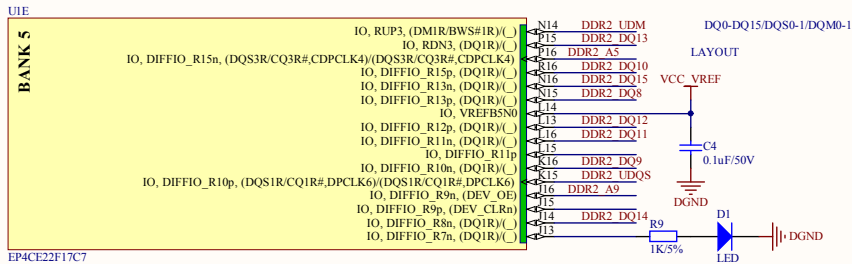 U1E
BANK 5
IO, RUP3, (DM1R/BWS#1R)/(_) N14 DDR2_UDM
IO, RDN3, (DQ1R)/(_) P15 DDR2_DQ13
IO, DIFFIO_R15n, (DQS3R/CQ3R#,CDPCLK4)/(DQS3R/CQ3R#,CDPCLK4) P16 DDR2_A5
IO, DIFFIO_R15p, (DQ1R)/(_) R16 DDR2_DQ10
IO, DIFFIO_R13n, (DQ1R)/(_) N16 DDR2_DQ15
IO, DIFFIO_R13p, (DQ1R)/(_) N15 DDR2_DQ8
IO, VREFB5N0 L14
IO, DIFFIO_R12p, (DQ1R)/(_) L13 DDR2_DQ12
IO, DIFFIO_R11n, (DQ1R)/(_) L16 DDR2_DQ11
IO, DIFFIO_R11p L15
IO, DIFFIO_R10n, (DQ1R)/(_) K16 DDR2_DQ9
IO, DIFFIO_R10p, (DQS1R/CQ1R#,DPCLK6)/(DQS1R/CQ1R#,DPCLK6) K15 DDR2_UDQS
IO, DIFFIO_R9n, (DEV_OE) J16 DDR2_A9
IO, DIFFIO_R9p, (DEV_CLRn) J15
IO, DIFFIO_R8n, (DQ1R)/(_) J14 DDR2_DQ14
IO, DIFFIO_R7n, (DQ1R)/(_) J13
EP4CE22F17C7
DQ0-DQ15/DQS0-1/DQM0-1
LAYOUT
VCC_VREF
C4
0.1uF/50V
DGND
R9
1K/5%
D1
LED
DGND